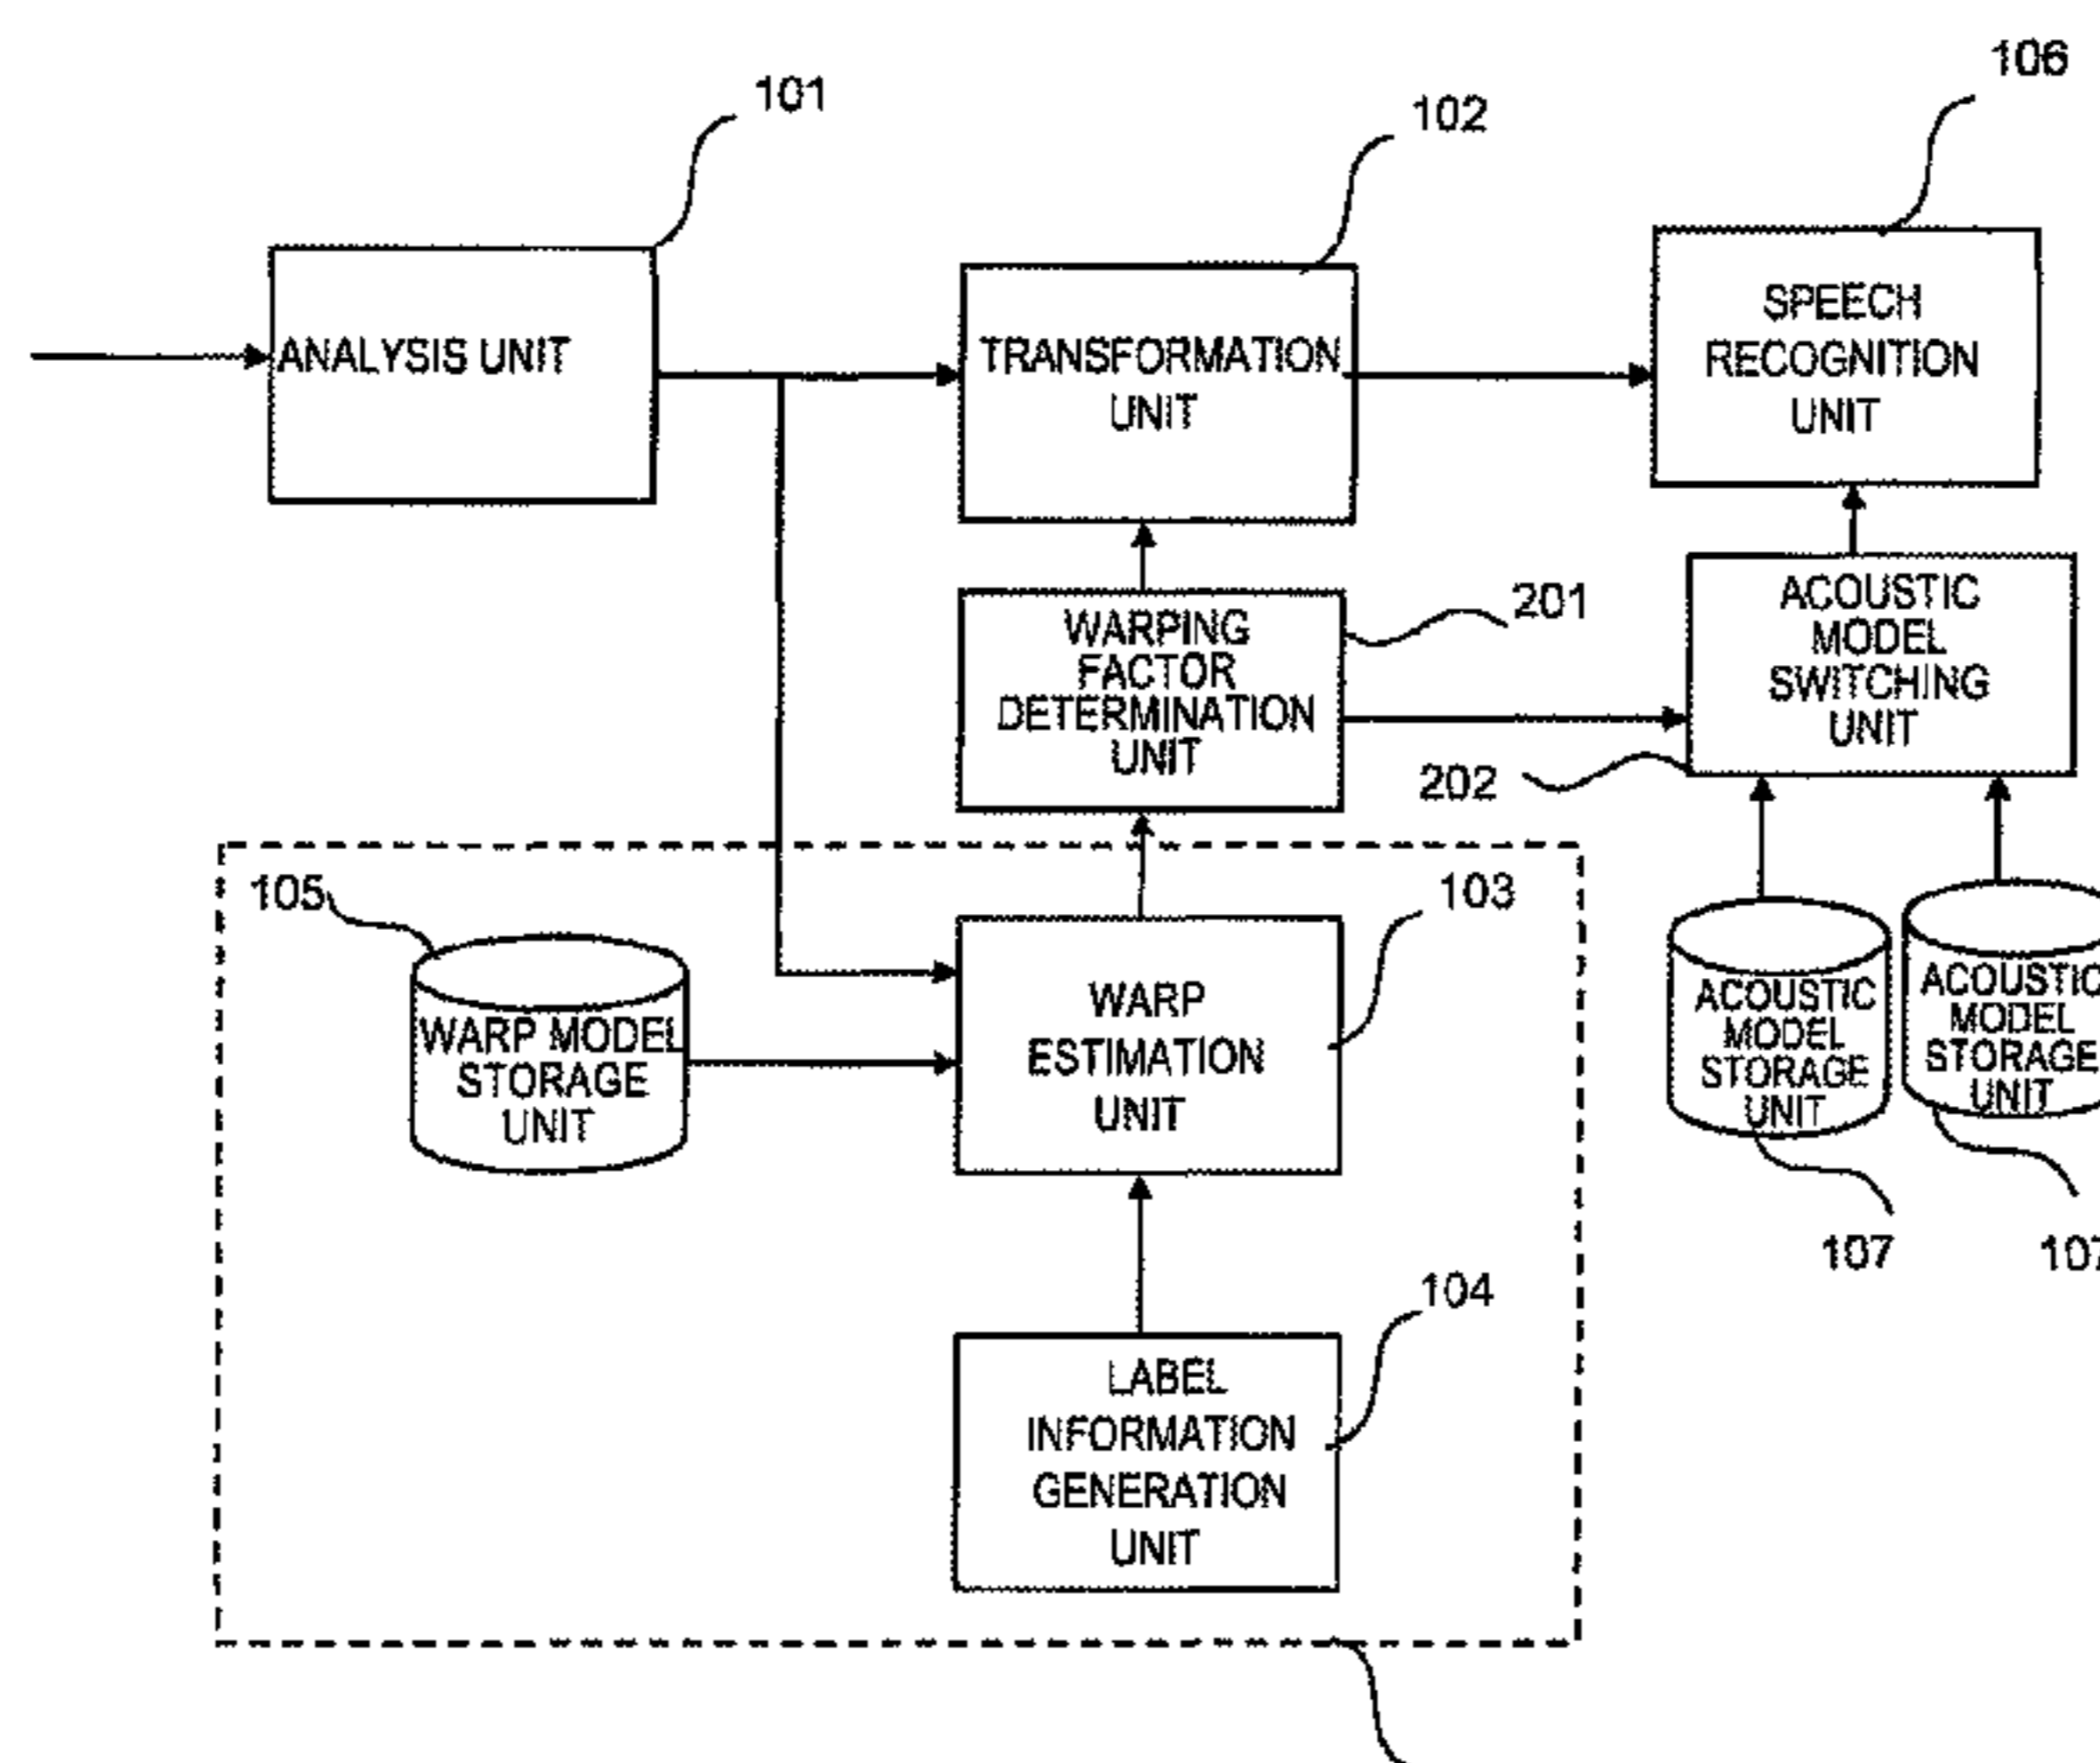 101
102
106
ANALYSIS UNIT
TRANSFORMATION
UNIT
SPEECH
RECOGNITION
UNIT
WARPING
FACTOR
DETERMINATION
UNIT
201
ACOUSTIC
MODEL
SWITCHING
UNIT
202
105
103
WARP MODEL
STORAGE
UNIT
WARP
ESTIMATION
UNIT
ACOUSTIC
MODEL
STORAGE
UNIT
ACOUSTIC
MODEL
STORAGE
UNIT
107
107
104
LABEL
INFORMATION
GENERATION
UNIT